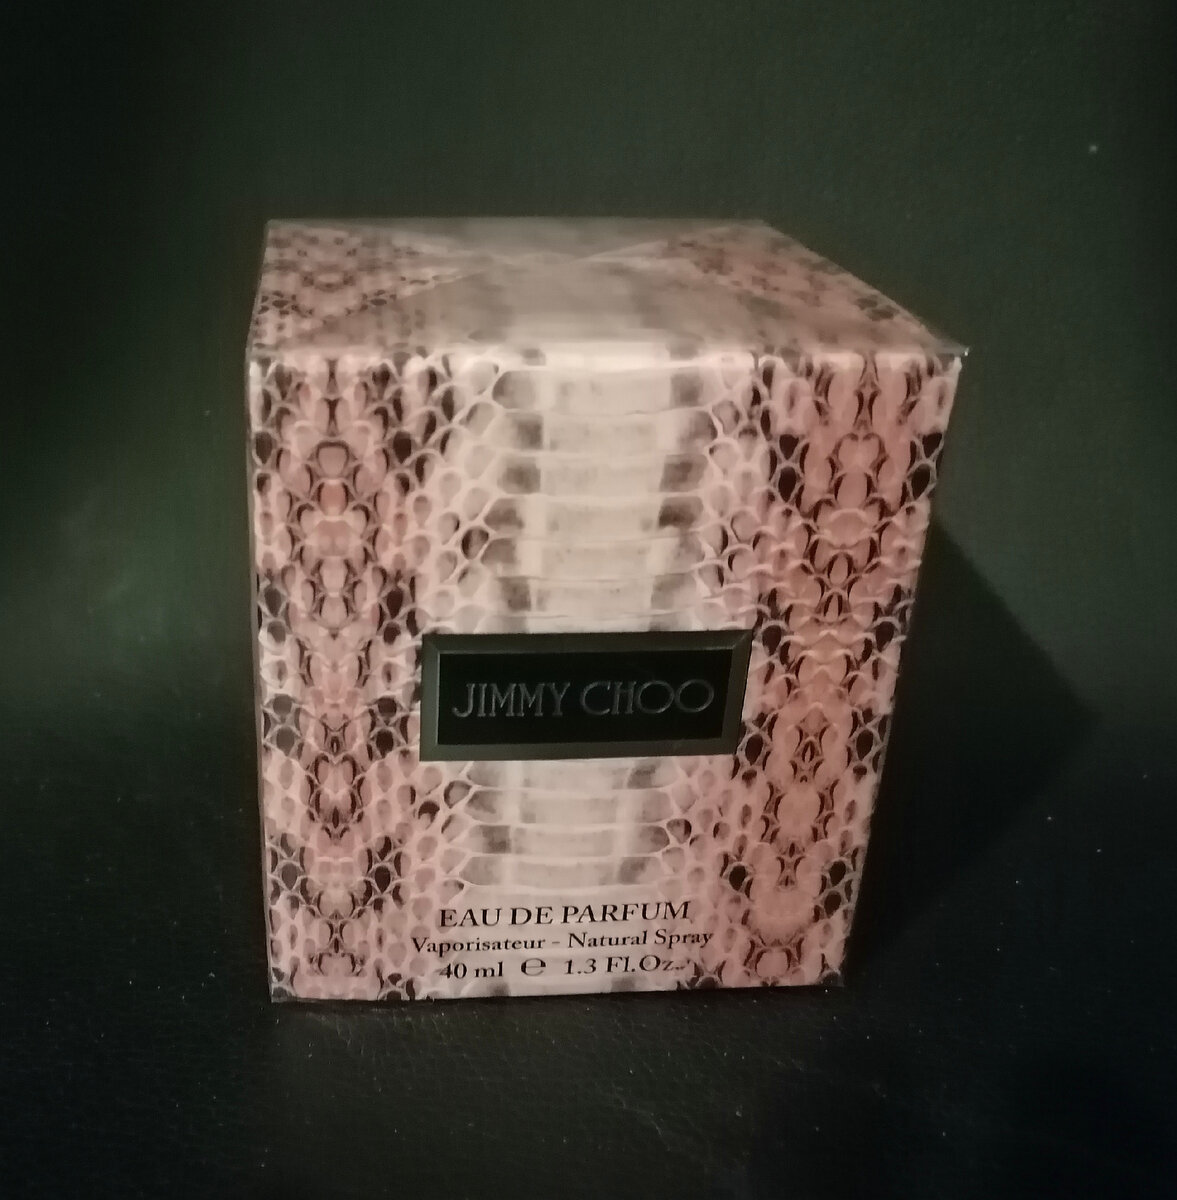 JIMMY CHOO
EAU DE PARFUM
Vaporisateur - Natural Spray
40 ml ℮ 1.3 Fl.Oz.